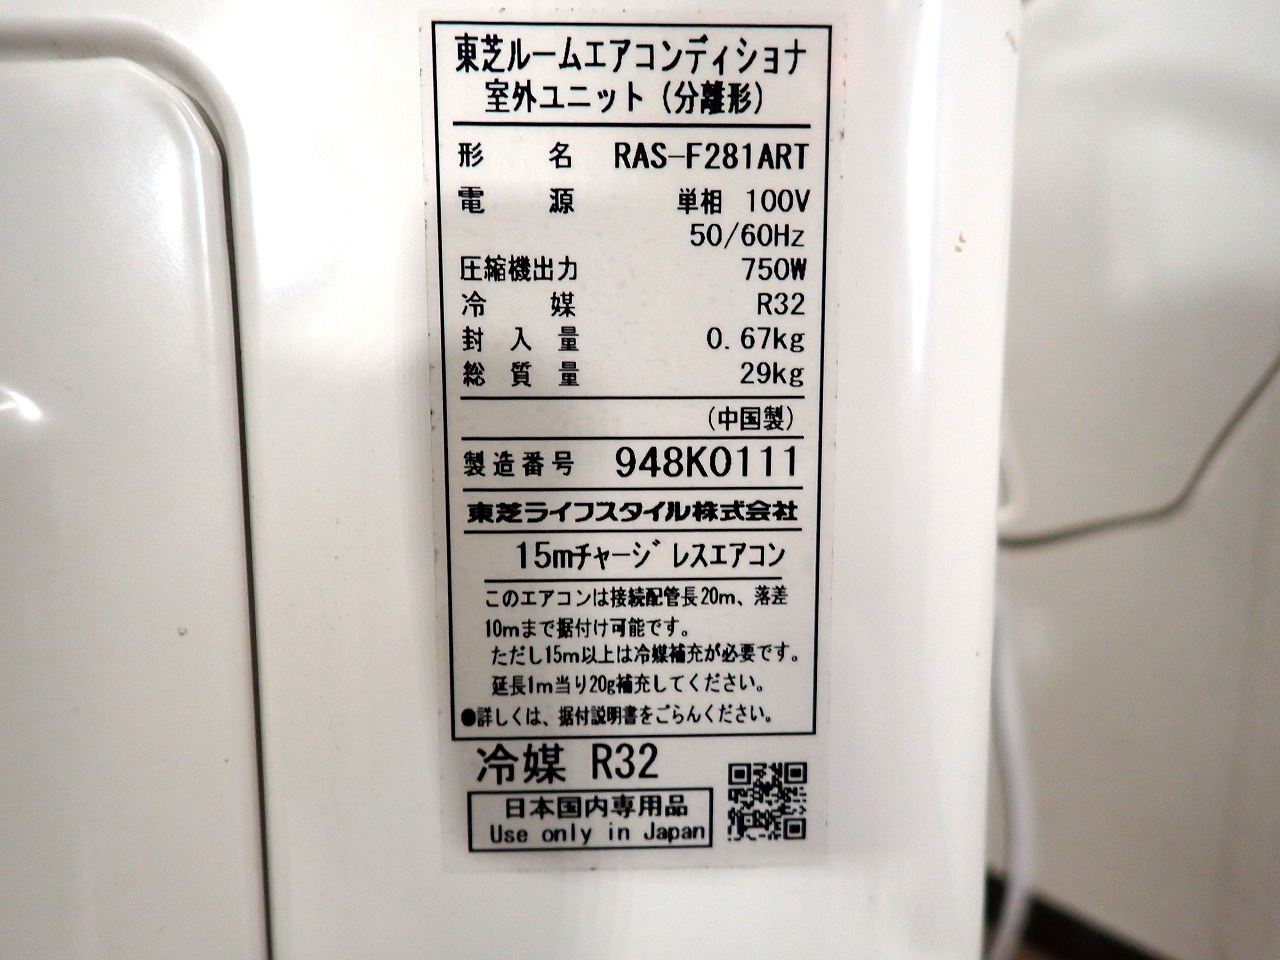 東芝ルームエアコンディショナ
室外ユニット(分離形)
形名 RAS-F281ART
電源 単相 100V
50/60Hz
圧縮機出力 750W
冷媒 R32
封入量 0.67kg
総質量 29kg
(中国製)
製造番号 948K0111
東芝ライフスタイル株式会社
15mチャージレスエアコン
このエアコンは接続配管長20m、落差
10mまで据付け可能です。
ただし15m以上は冷媒補充が必要です。
延長1m当り20g補充してください。
●詳しくは、据付説明書をごらんください。
冷媒 R32
日本国内専用品
Use only in Japan